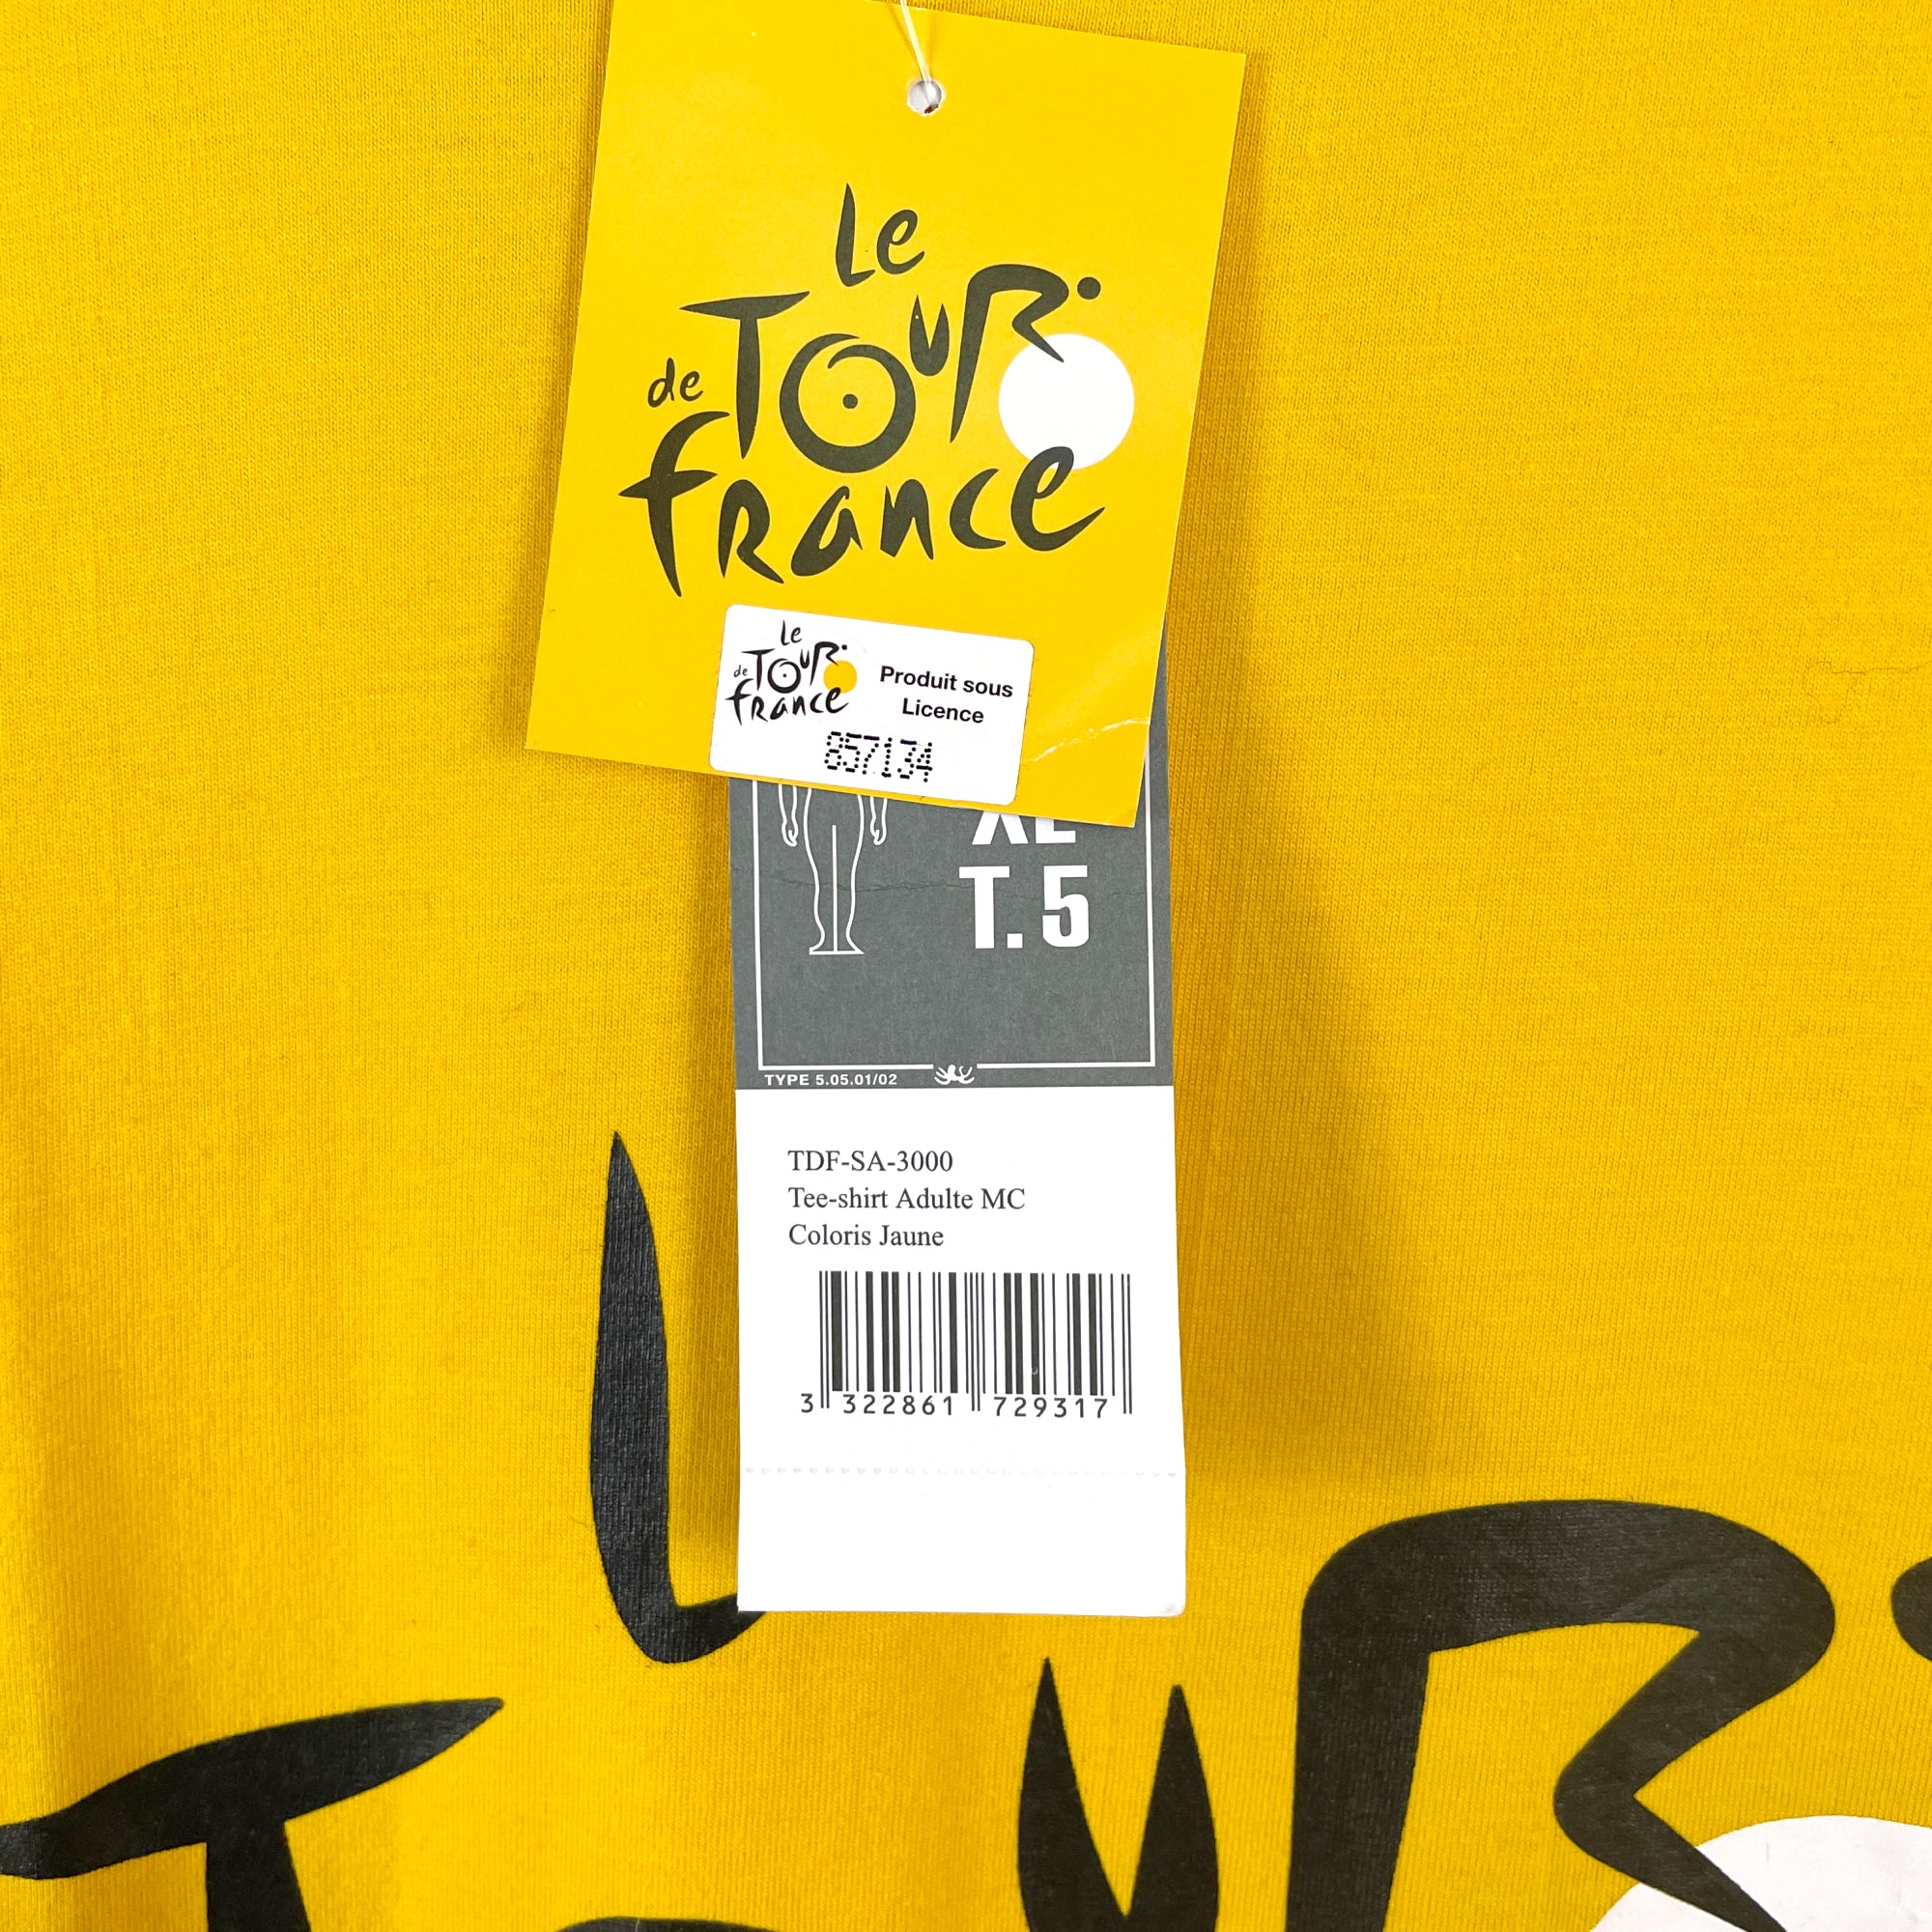 Le
TOUR
de
france
Le
TOUR
de
france
Produit sous
Licence
857134
XL
T. 5
TYPE 5.05.01/02
TDF-SA-3000
Tee-shirt Adulte MC
Coloris Jaune
3 322861 729317
L
TOUR